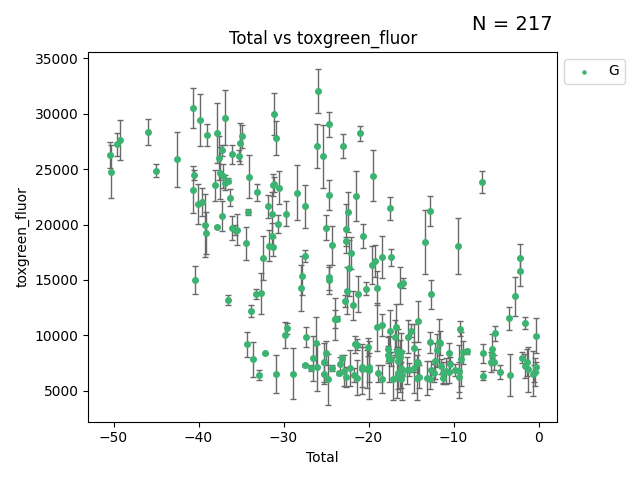 N = 217
Total vs toxgreen_fluor
G
35000
30000
25000
20000
15000
10000
5000
toxgreen_fluor
−50 −40 −30 −20 −10 0
Total